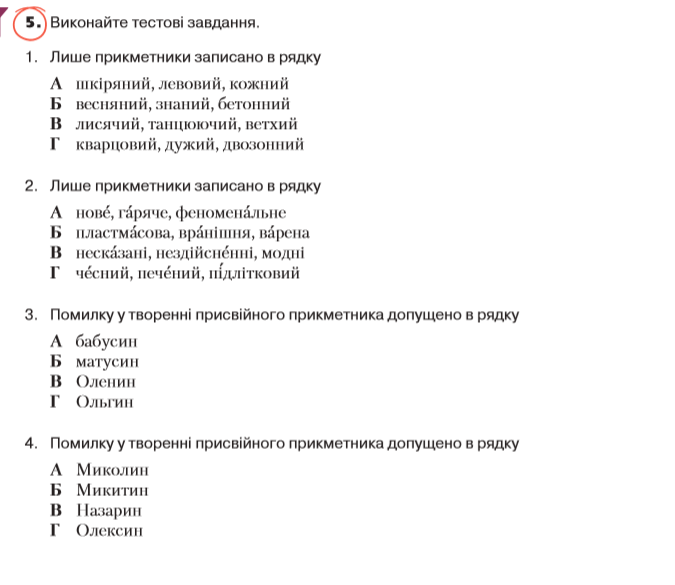 5. Виконайте тестові завдання.
1. Лише прикметники записано в рядку
А шкіряний, левовий, кожний
Б весняний, знаний, бетонний
В лисячий, танцюючий, ветхий
Г кварцовий, дужий, двозонний
2. Лише прикметники записано в рядку
А нове́, га́ряче, феномена́льне
Б пластма́сова, вра́нішня, ва́рена
В неска́зані, нездійсне́нні, модні
Г че́сний, пече́ний, пі́длітковий
3. Помилку у творенні присвійного прикметника допущено в рядку
А бабусин
Б матусин
В Оленин
Г Ольгин
4. Помилку у творенні присвійного прикметника допущено в рядку
А Миколин
Б Микитин
В Назарин
Г Олексин